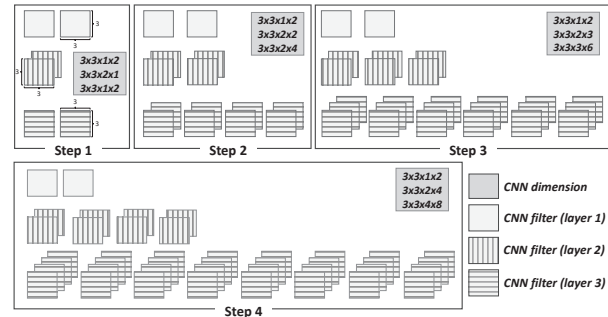 3
3
3x3x1x2
3x3x2x1
3x3x1x2
3
3
3
3
Step 1
3x3x1x2
3x3x2x2
3x3x2x4
Step 2
3x3x1x2
3x3x2x3
3x3x3x6
Step 3
3x3x1x2
3x3x2x4
3x3x4x8
Step 4
CNN dimension
CNN filter (layer 1)
CNN filter (layer 2)
CNN filter (layer 3)